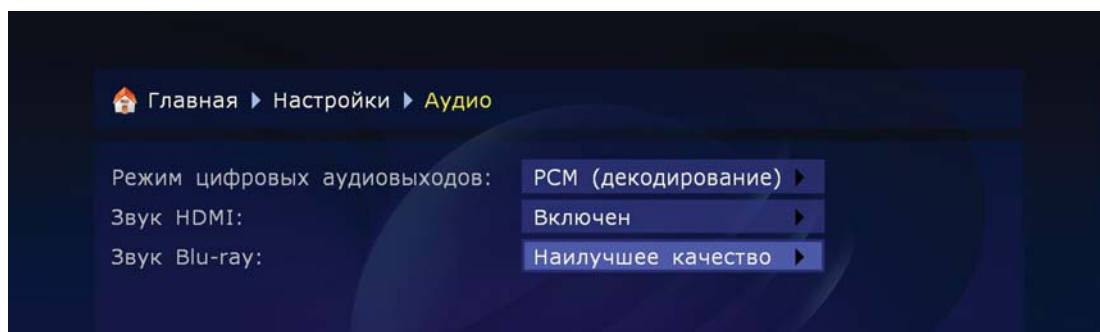 Главная Настройки Аудио
Режим цифровых аудиовыходов: PCM (декодирование)
Звук HDMI: Включен
Звук Blu-ray: Наилучшее качество